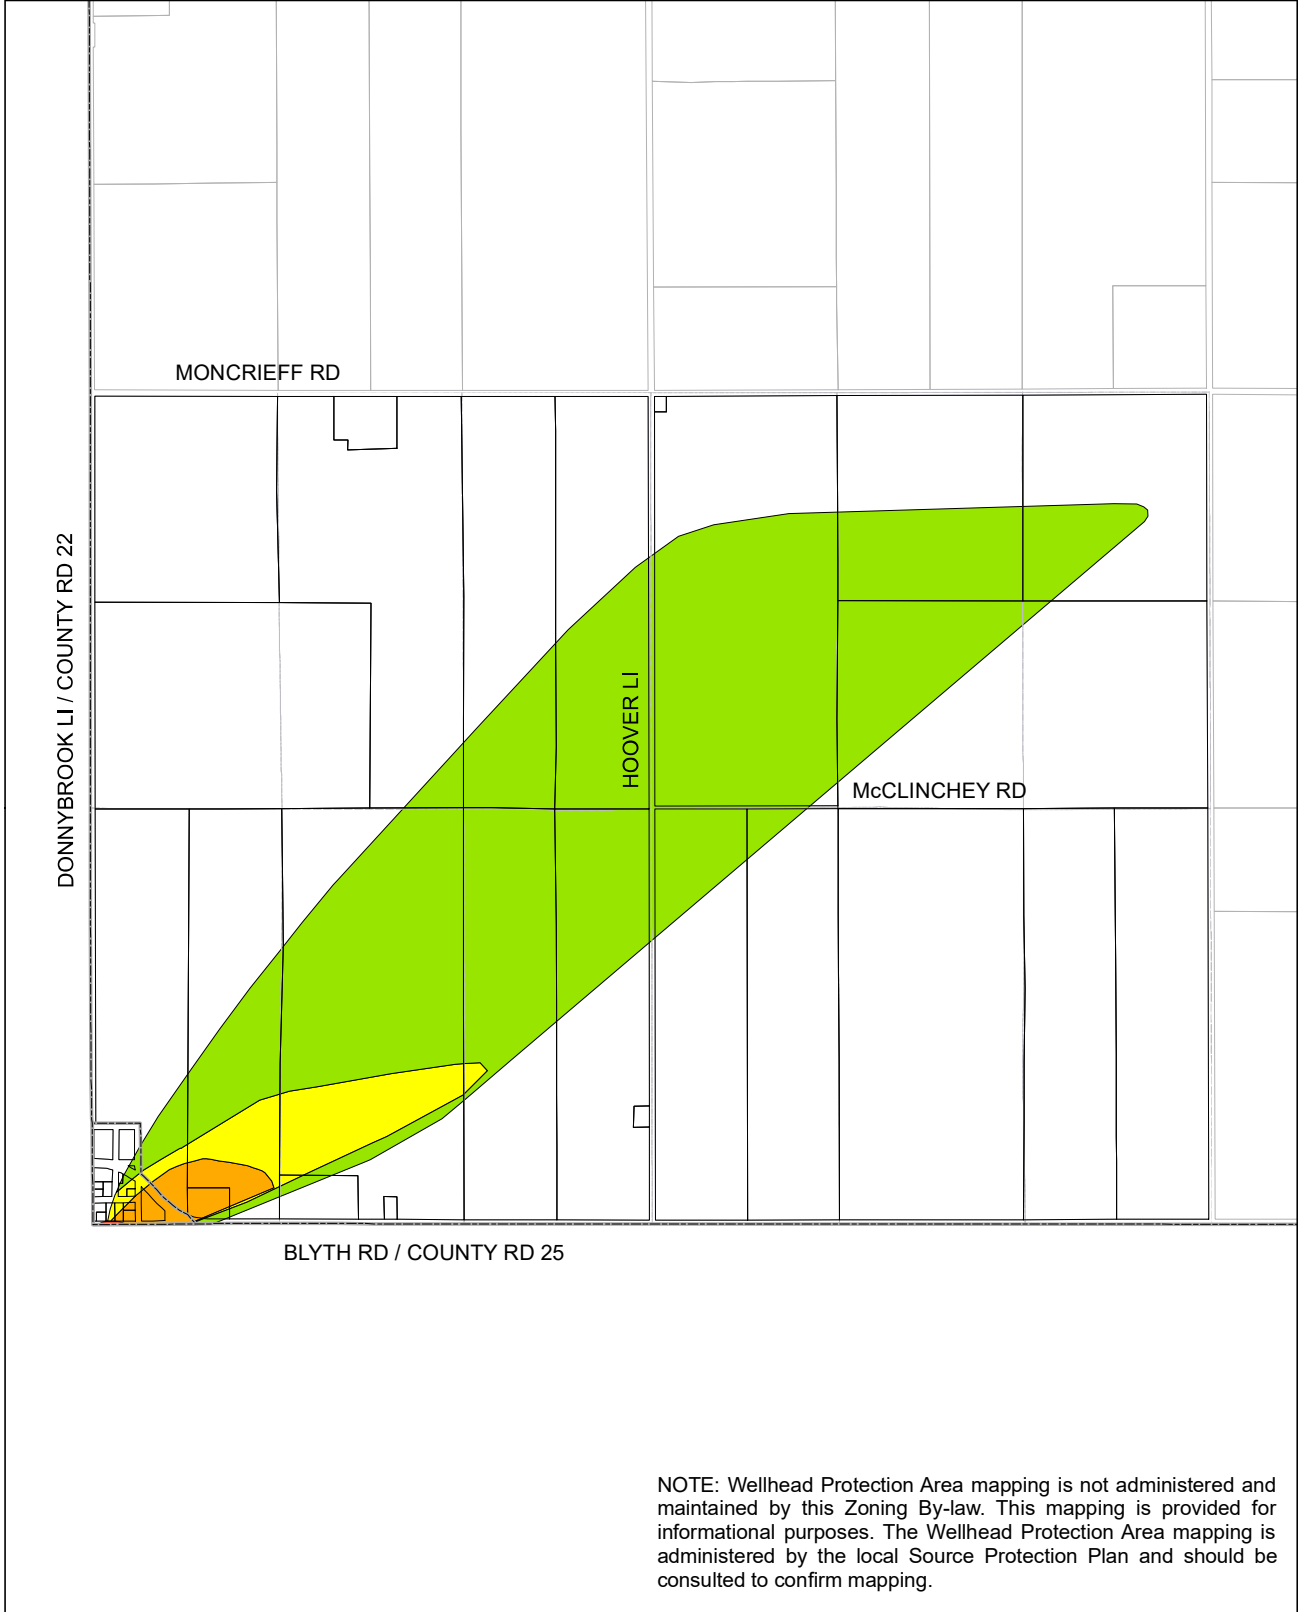 MONCRIEFF RD
DONNYBROOK LI / COUNTY RD 22
HOOVER LI
McCLINCHEY RD
BLYTH RD / COUNTY RD 25
NOTE: Wellhead Protection Area mapping is not administered and
maintained by this Zoning By-law. This mapping is provided for
informational purposes. The Wellhead Protection Area mapping is
administered by the local Source Protection Plan and should be
consulted to confirm mapping.